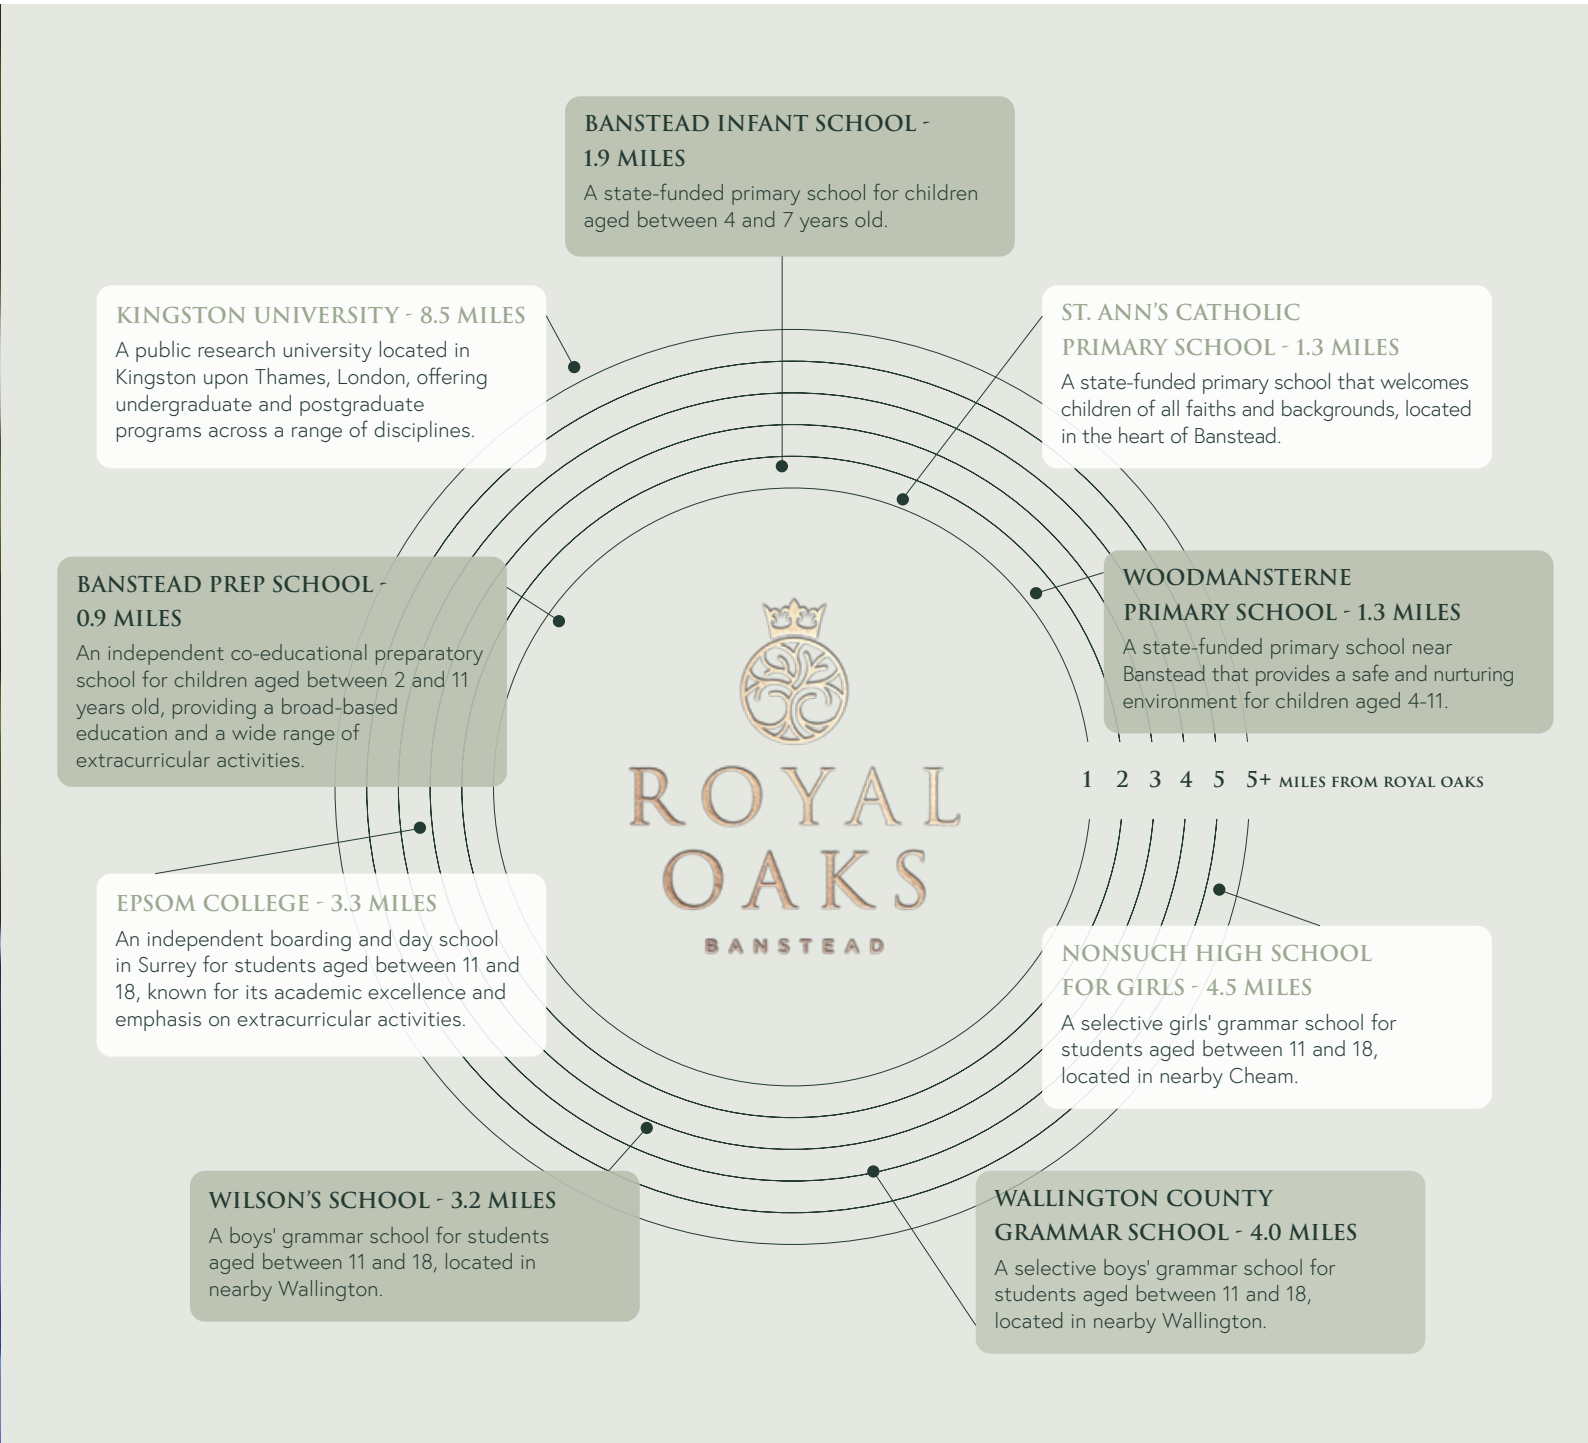 BANSTEAD INFANT SCHOOL -
1.9 MILES
A state-funded primary school for children
aged between 4 and 7 years old.
KINGSTON UNIVERSITY - 8.5 MILES
A public research university located in
Kingston upon Thames, London, offering
undergraduate and postgraduate
programs across a range of disciplines.
ST. ANN'S CATHOLIC
PRIMARY SCHOOL - 1.3 MILES
A state-funded primary school that welcomes
children of all faiths and backgrounds, located
in the heart of Banstead.
BANSTEAD PREP SCHOOL -
0.9 MILES
An independent co-educational preparatory
school for children aged between 2 and 11
years old, providing a broad-based
education and a wide range of
extracurricular activities.
WOODMANSTERNE
PRIMARY SCHOOL - 1.3 MILES
A state-funded primary school near
Banstead that provides a safe and nurturing
environment for children aged 4-11.
ROYAL
OAKS
BANSTEAD
1 2 3 4 5 5+ MILES FROM ROYAL OAKS
EPSOM COLLEGE - 3.3 MILES
An independent boarding and day school
in Surrey for students aged between 11 and
18, known for its academic excellence and
emphasis on extracurricular activities.
NONSUCH HIGH SCHOOL
FOR GIRLS - 4.5 MILES
A selective girls' grammar school for
students aged between 11 and 18,
located in nearby Cheam.
WILSON'S SCHOOL - 3.2 MILES
A boys' grammar school for students
aged between 11 and 18, located in
nearby Wallington.
WALLINGTON COUNTY
GRAMMAR SCHOOL - 4.0 MILES
A selective boys' grammar school for
students aged between 11 and 18,
located in nearby Wallington.